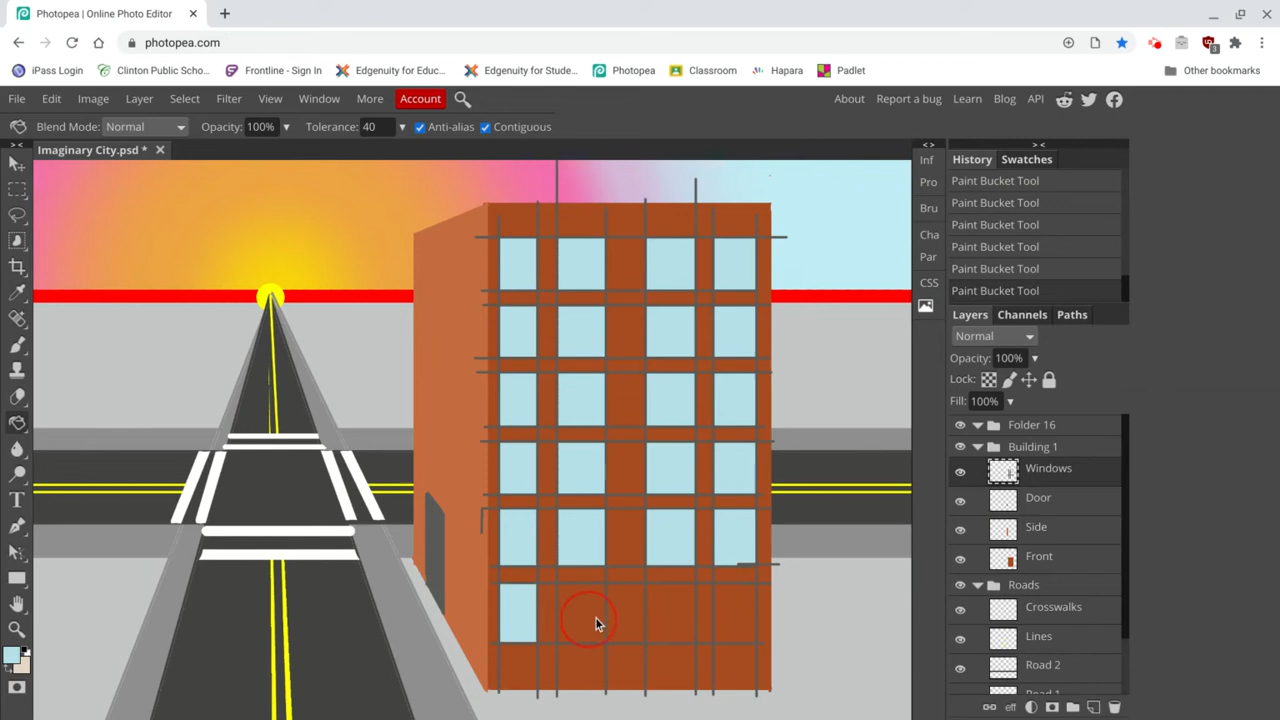 Photopea | Online Photo Editor
photopea.com
iPass Login Clinton Public Scho... Frontline - Sign In Edgenuity for Educ... Edgenuity for Stude... Photopea Classroom Hapara Padlet Other bookmarks
File Edit Image Layer Select Filter View Window More Account About Report a bug Learn Blog API
Blend Mode: Normal Opacity: 100% Tolerance: 40 Anti-alias Contiguous
Imaginary City.psd *
> <
< >
> <
Inf
Pro
Bru
Cha
Par
CSS
History Swatches
Paint Bucket Tool
Paint Bucket Tool
Paint Bucket Tool
Paint Bucket Tool
Paint Bucket Tool
Paint Bucket Tool
Layers Channels Paths
Normal
Opacity: 100%
Lock:
Fill: 100%
Folder 16
Building 1
Windows
Door
Side
Front
Roads
Crosswalks
Lines
Road 2
eff